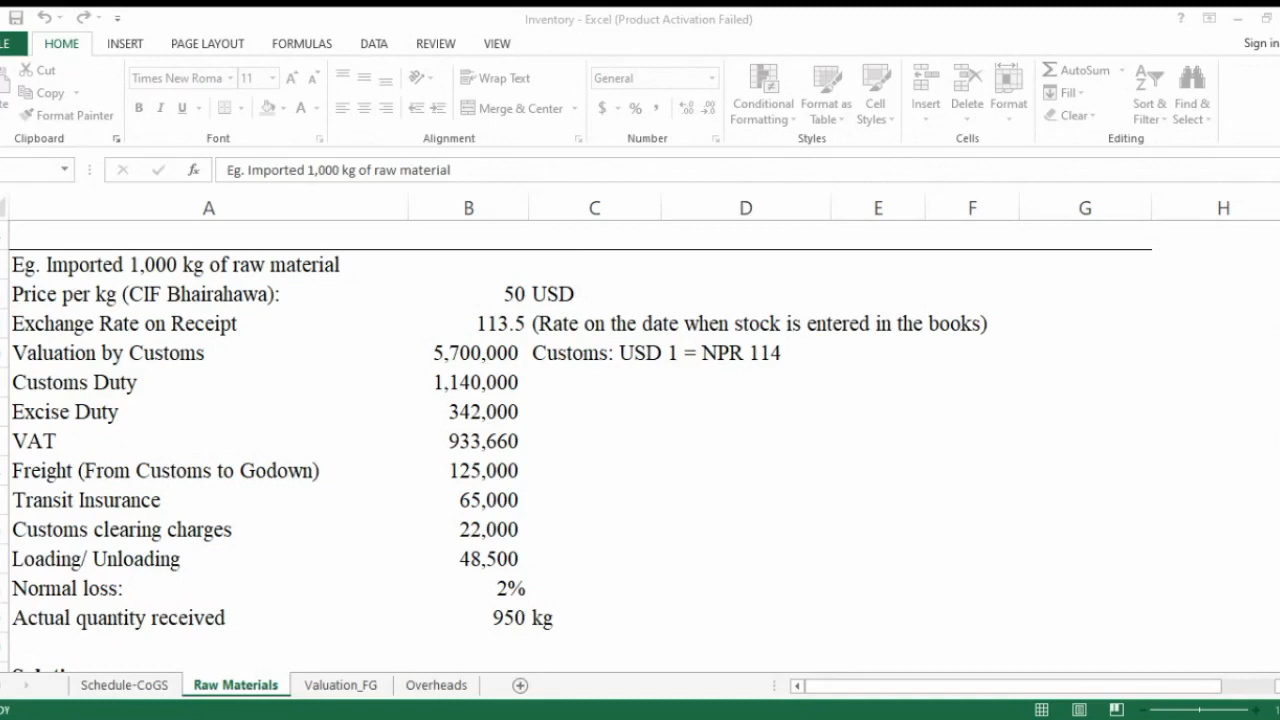 Inventory - Excel (Product Activation Failed)
HOME INSERT PAGE LAYOUT FORMULAS DATA REVIEW VIEW Sign in
Cut
Copy
Format Painter
Clipboard
Times New Roma 11
B I U A
Font
Wrap Text
Merge & Center
Alignment
General
$ % ,
Number
Conditional Formatting
Format as Table
Cell Styles
Styles
Insert Delete Format
Cells
AutoSum
Fill
Clear
Sort & Filter
Find & Select
Editing
fx Eg. Imported 1,000 kg of raw material
A B C D E F G H
Eg. Imported 1,000 kg of raw material
Price per kg (CIF Bhairahawa): 50 USD
Exchange Rate on Receipt 113.5 (Rate on the date when stock is entered in the books)
Valuation by Customs 5,700,000 Customs: USD 1 = NPR 114
Customs Duty 1,140,000
Excise Duty 342,000
VAT 933,660
Freight (From Customs to Godown) 125,000
Transit Insurance 65,000
Customs clearing charges 22,000
Loading/ Unloading 48,500
Normal loss: 2%
Actual quantity received 950 kg
Schedule-CoGS Raw Materials Valuation_FG Overheads